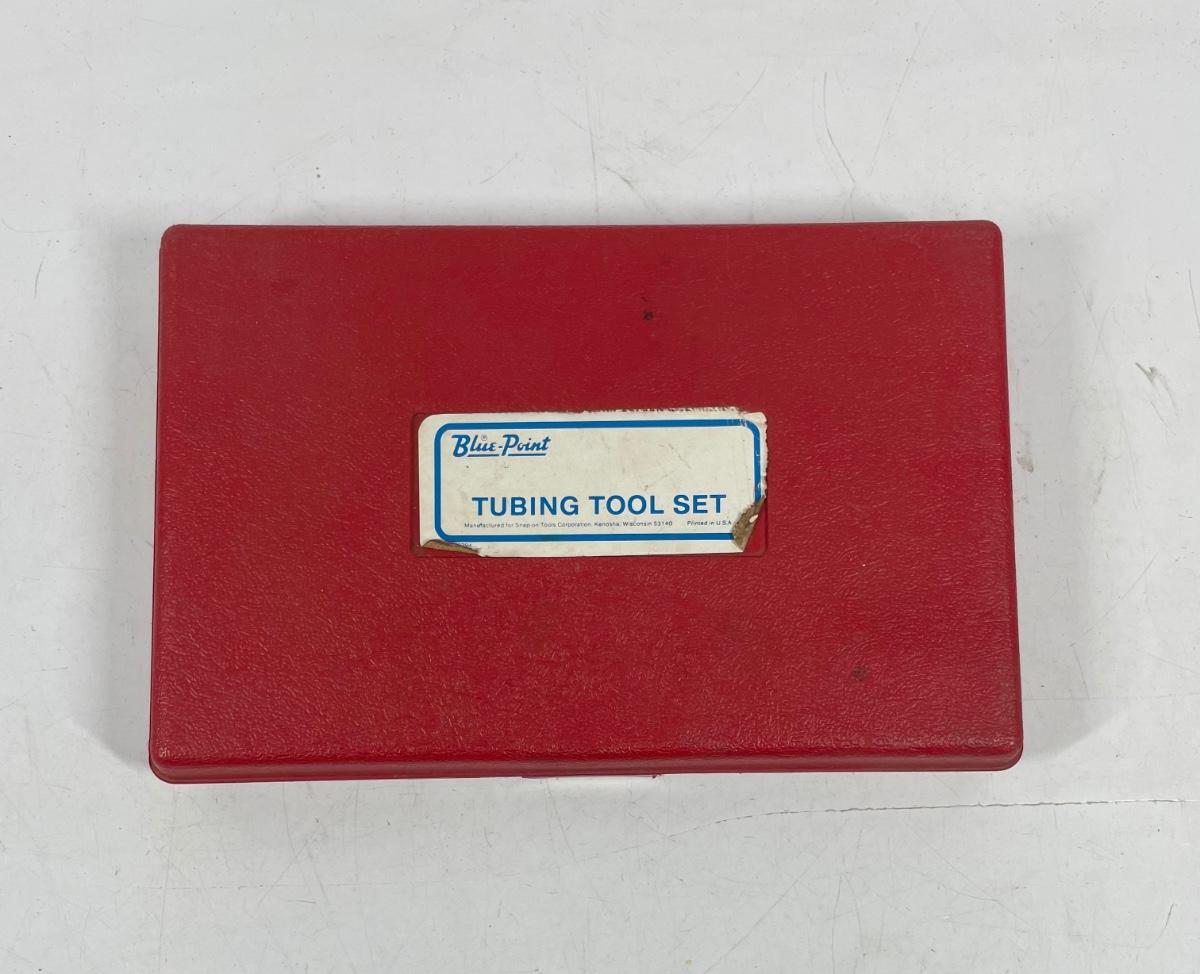 Blue-Point®
TUBING TOOL SET
Manufactured for Snap-on Tools Corporation, Kenosha, Wisconsin 53140 Printed in U.S.A.